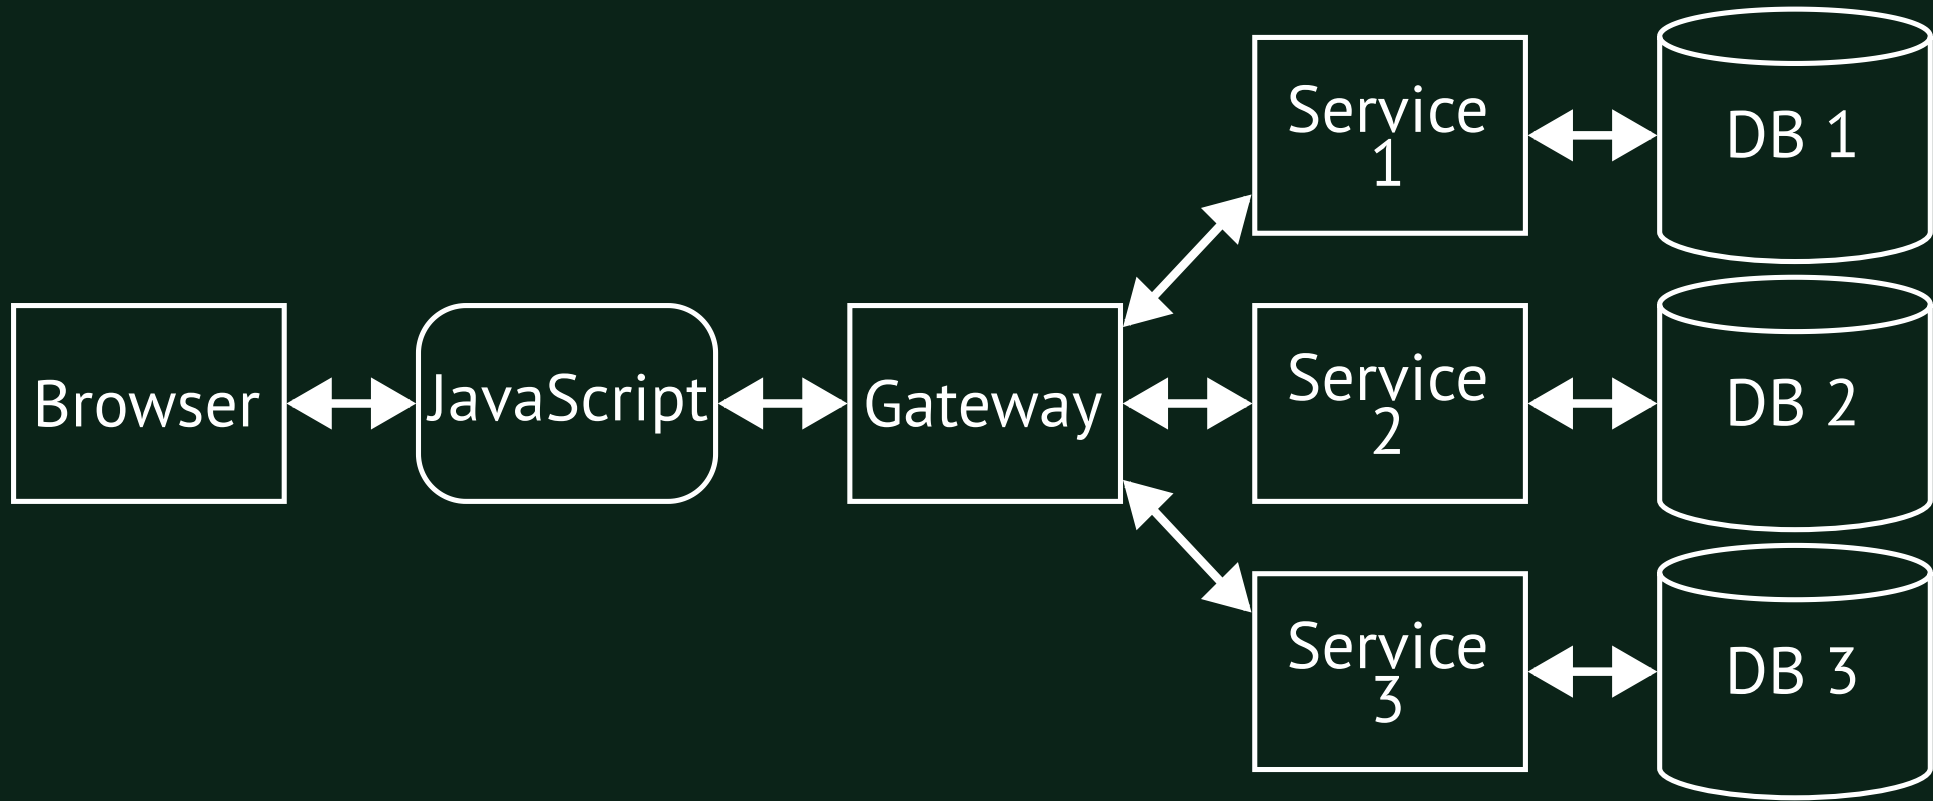 Browser
JavaScript
Gateway
Service
1
DB 1
Service
2
DB 2
Service
3
DB 3